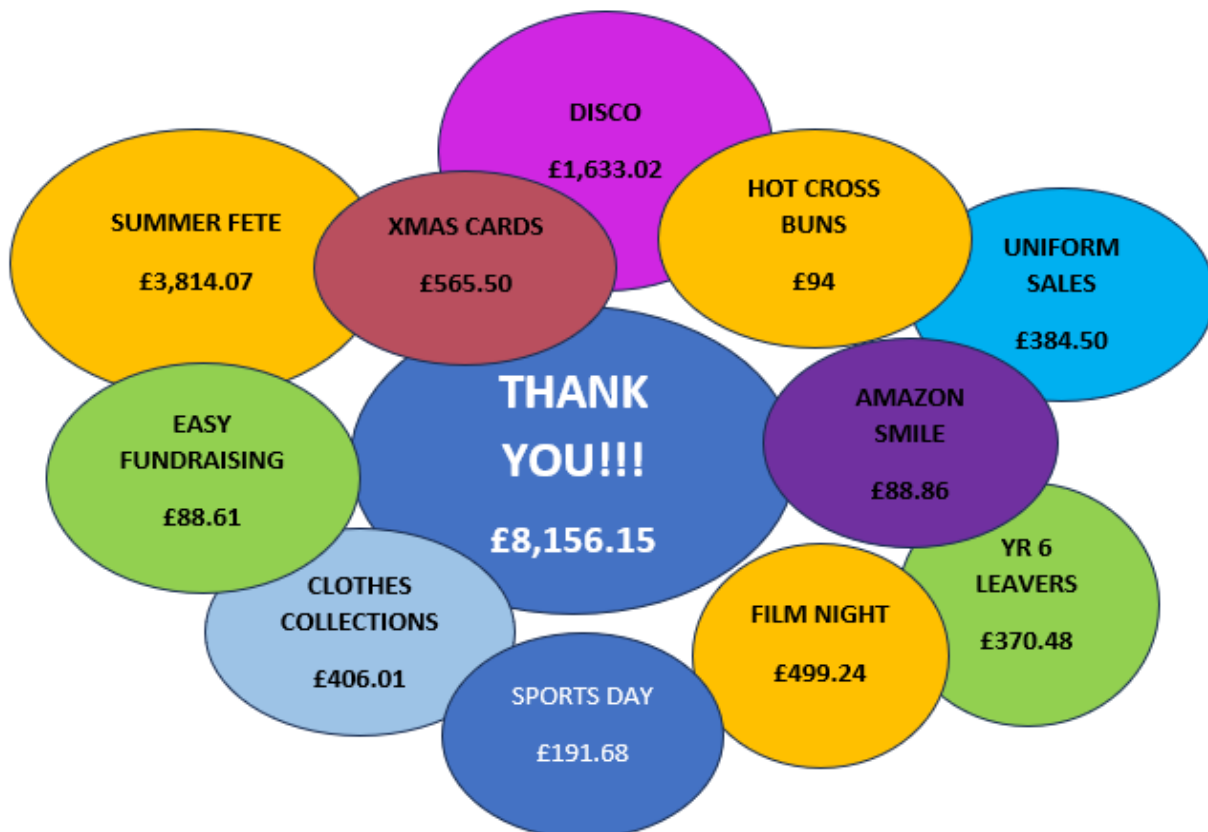 DISCO
£1,633.02
SUMMER FETE
£3,814.07
XMAS CARDS
£565.50
HOT CROSS
BUNS
£94
UNIFORM
SALES
£384.50
THANK
YOU!!!
£8,156.15
EASY
FUNDRAISING
£88.61
AMAZON
SMILE
£88.86
CLOTHES
COLLECTIONS
£406.01
SPORTS DAY
£191.68
FILM NIGHT
£499.24
YR 6
LEAVERS
£370.48